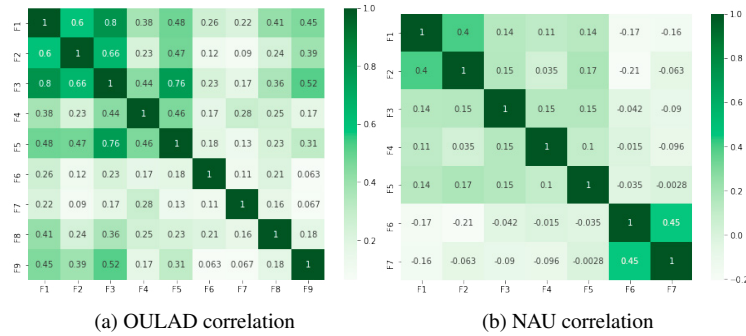 F1 1 0.6 0.8 0.38 0.48 0.26 0.22 0.41 0.45
F2 0.6 1 0.66 0.23 0.47 0.12 0.09 0.24 0.39
F3 0.8 0.66 1 0.44 0.76 0.23 0.17 0.36 0.52
F4 0.38 0.23 0.44 1 0.46 0.17 0.28 0.25 0.17
F5 0.48 0.47 0.76 0.46 1 0.18 0.13 0.23 0.31
F6 0.26 0.12 0.23 0.17 0.18 1 0.11 0.21 0.063
F7 0.22 0.09 0.17 0.28 0.13 0.11 1 0.16 0.067
F8 0.41 0.24 0.36 0.25 0.23 0.21 0.16 1 0.18
F9 0.45 0.39 0.52 0.17 0.31 0.063 0.067 0.18 1
F1 F2 F3 F4 F5 F6 F7 F8 F9
1.0
0.8
0.6
0.4
0.2
(a) OULAD correlation
F1 1 0.4 0.14 0.11 0.14 -0.17 -0.16
F2 0.4 1 0.15 0.035 0.17 -0.21 -0.063
F3 0.14 0.15 1 0.15 0.15 -0.042 -0.09
F4 0.11 0.035 0.15 1 0.1 -0.015 -0.096
F5 0.14 0.17 0.15 0.1 1 -0.035 -0.0028
F6 -0.17 -0.21 -0.042 -0.015 -0.035 1 0.45
F7 -0.16 -0.063 -0.09 -0.096 -0.0028 0.45 1
F1 F2 F3 F4 F5 F6 F7
1.0
0.8
0.6
0.4
0.2
0.0
-0.2
(b) NAU correlation